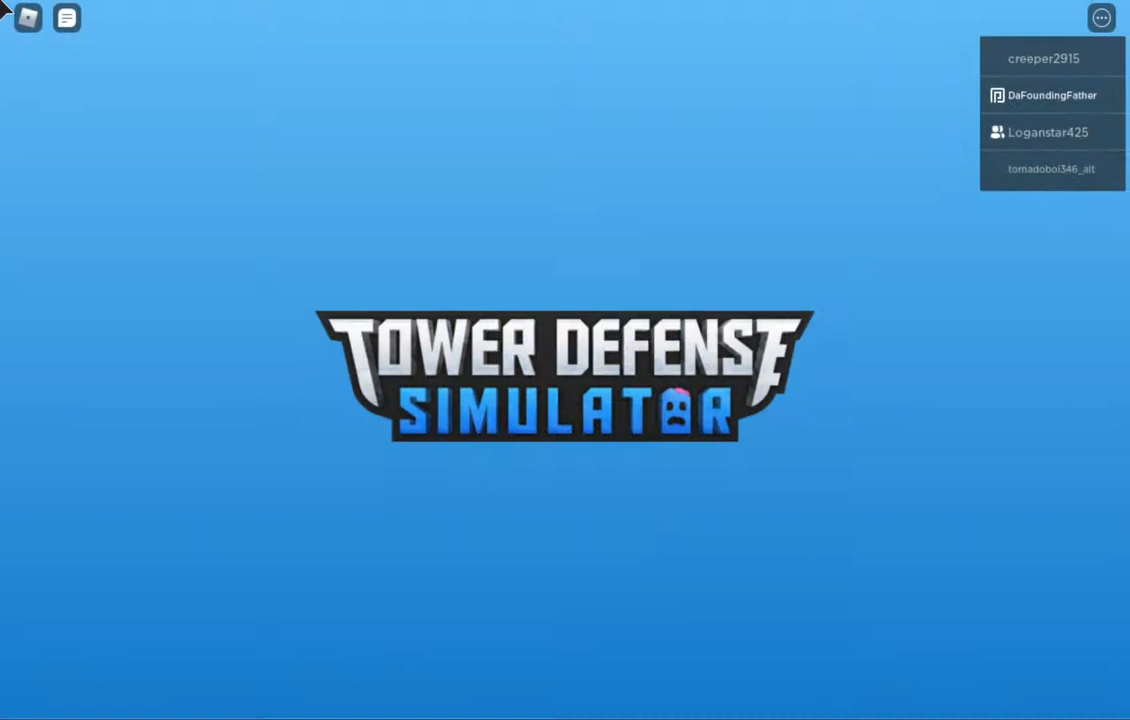 creeper2915
DaFoundingFather
Loganstar425
tornadoboi346_alt
TOWER DEFENSE
SIMULATOR